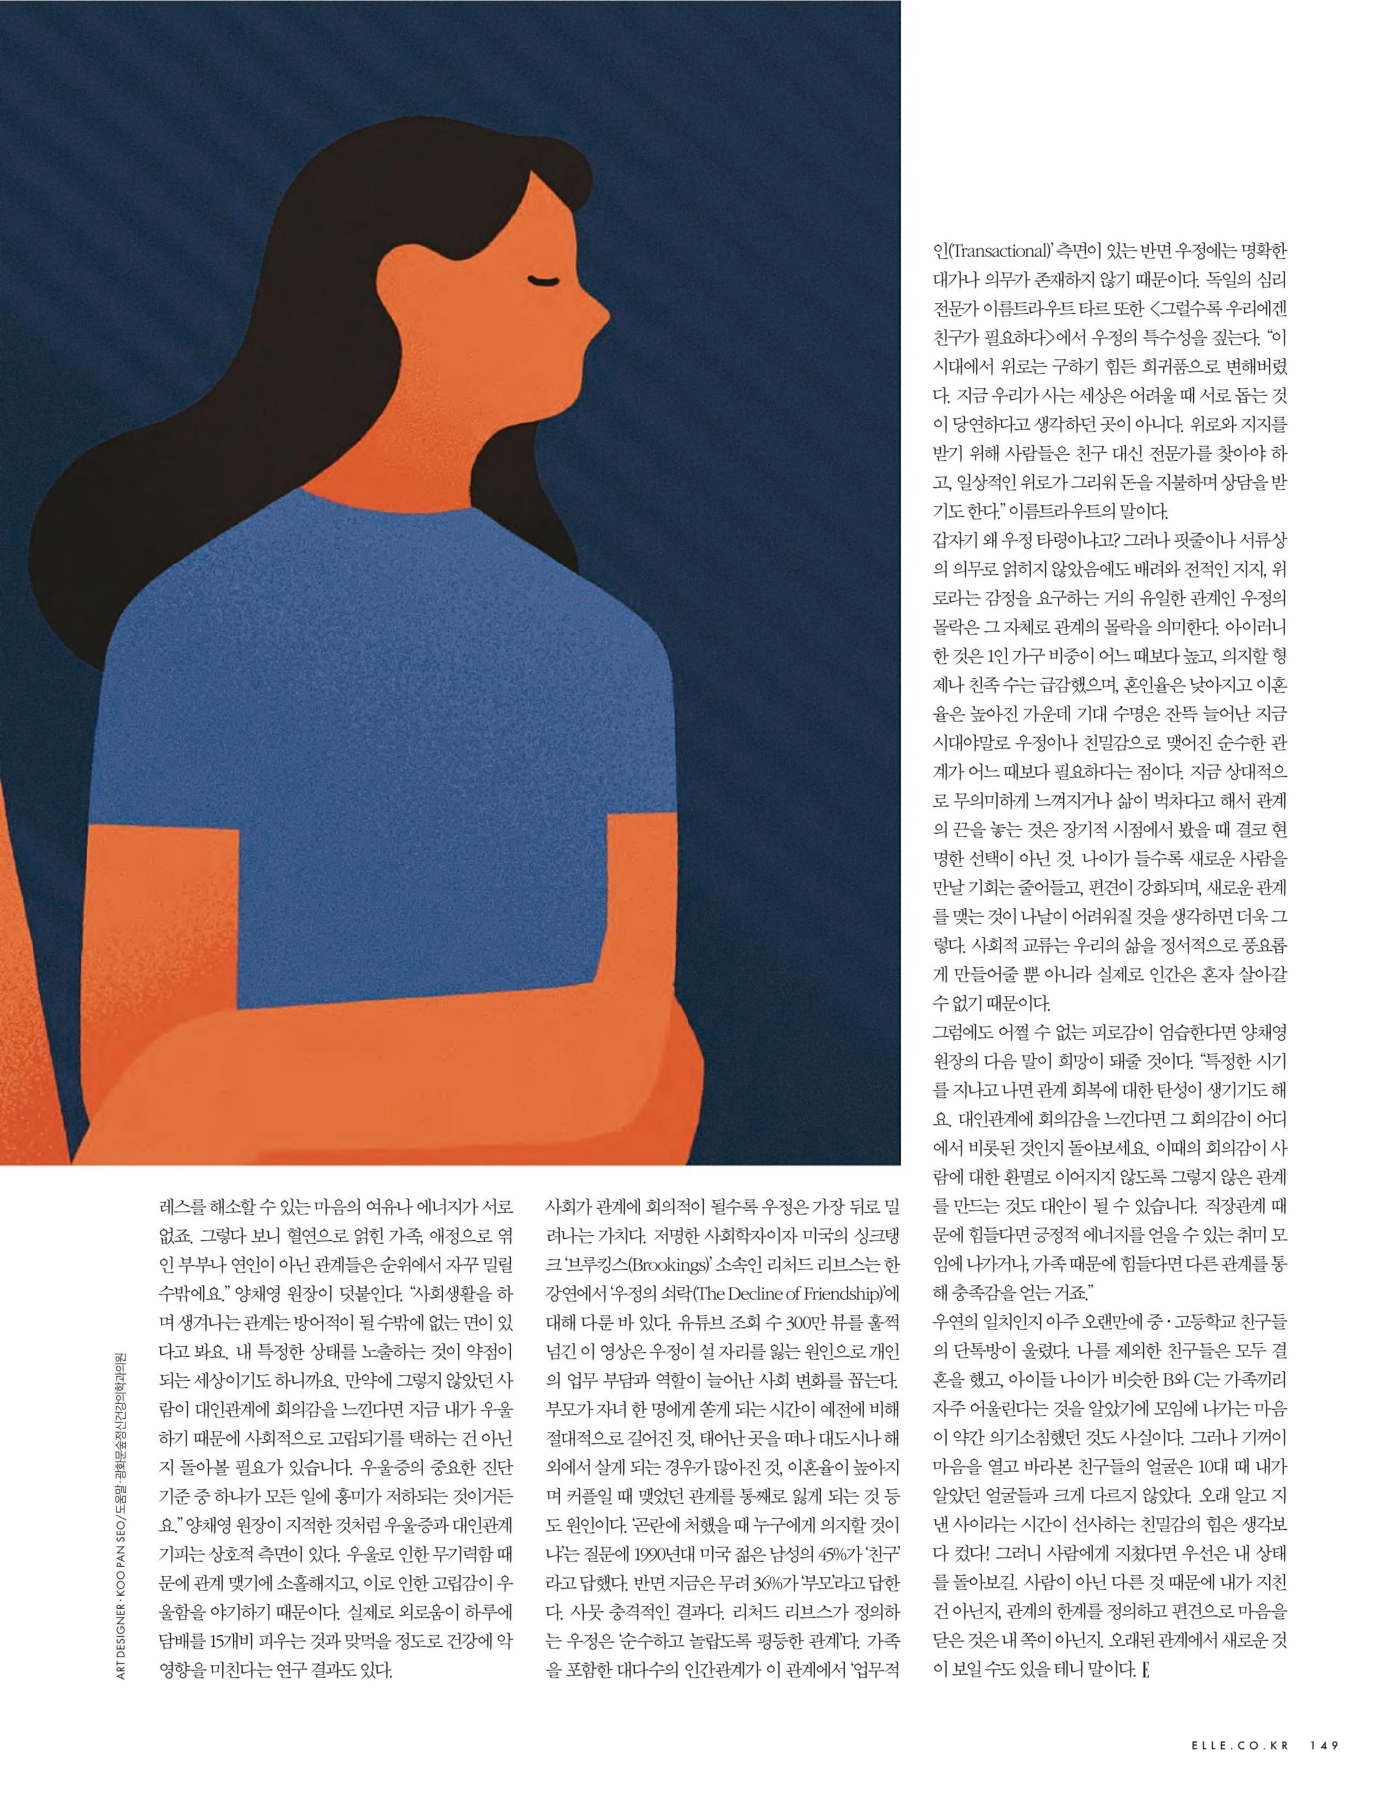 레스를 해소할 수 있는 마음의 여유나 에너지가 서로
없죠. 그렇다 보니 혈연으로 얽힌 가족, 애정으로 엮
인 부부나 연인이 아닌 관계들은 순위에서 자꾸 밀릴
수밖에요.” 양채영 원장이 덧붙인다. “사회생활을 하
며 생겨나는 관계는 방어적이 될 수밖에 없는 면이 있
다고 봐요. 내 특정한 상태를 노출하는 것이 약점이
되는 세상이기도 하니까요. 만약에 그렇지 않았던 사
람이 대인관계에 회의감을 느낀다면 지금 내가 우울
하기 때문에 사회적으로 고립되기를 택하는 건 아닌
지 돌아볼 필요가 있습니다. 우울증의 중요한 진단
기준 중 하나가 모든 일에 흥미가 저하되는 것이거든
요.” 양채영 원장이 지적한 것처럼 우울증과 대인관계
기피는 상호적 측면이 있다. 우울로 인한 무기력함 때
문에 관계 맺기에 소홀해지고, 이로 인한 고립감이 우
울함을 야기하기 때문이다. 실제로 외로움이 하루에
담배를 15개비 피우는 것과 맞먹을 정도로 건강에 악
영향을 미친다는 연구 결과도 있다.
사회가 관계에 회의적이 될수록 우정은 가장 뒤로 밀
려나는 가치다. 저명한 사회학자이자 미국의 싱크탱
크 ‘브루킹스(Brookings)’ 소속인 리처드 리브스는 한
강연에서 ‘우정의 쇠락(The Decline of Friendship)’에
대해 다룬 바 있다. 유튜브 조회 수 300만 뷰를 훌쩍
넘긴 이 영상은 우정이 설 자리를 잃는 원인으로 개인
의 업무 부담과 역할이 늘어난 사회 변화를 꼽는다.
부모가 자녀 한 명에게 쏟게 되는 시간이 예전에 비해
절대적으로 길어진 것, 태어난 곳을 떠나 대도시나 해
외에서 살게 되는 경우가 많아진 것, 이혼율이 높아지
며 커플일 때 맺었던 관계를 통째로 잃게 되는 것 등
도 원인이다. ‘곤란에 처했을 때 누구에게 의지할 것이
냐’는 질문에 1990년대 미국 젊은 남성의 45%가 ‘친구’
라고 답했다. 반면 지금은 무려 36%가 ‘부모’라고 답한
다. 사뭇 충격적인 결과다. 리처드 리브스가 정의하
는 우정은 ‘순수하고 놀랍도록 평등한 관계’다. 가족
을 포함한 대다수의 인간관계가 이 관계에서 ‘업무적
인(Transactional)’ 측면이 있는 반면 우정에는 명확한
대가나 의무가 존재하지 않기 때문이다. 독일의 심리
전문가 이름트라우트 타르 또한 <그럴수록 우리에겐
친구가 필요하다>에서 우정의 특수성을 짚는다. “이
시대에서 위로는 구하기 힘든 희귀품으로 변해버렸
다. 지금 우리가 사는 세상은 어려울 때 서로 돕는 것
이 당연하다고 생각하던 곳이 아니다. 위로와 지지를
받기 위해 사람들은 친구 대신 전문가를 찾아야 하
고, 일상적인 위로가 그리워 돈을 지불하며 상담을 받
기도 한다.” 이름트라우트의 말이다.
갑자기 왜 우정 타령이냐고? 그러나 핏줄이나 서류상
의 의무로 얽히지 않았음에도 배려와 전적인 지지, 위
로라는 감정을 요구하는 거의 유일한 관계인 우정의
몰락은 그 자체로 관계의 몰락을 의미한다. 아이러니
한 것은 1인 가구 비중이 어느 때보다 높고, 의지할 형
제나 친족 수는 급감했으며, 혼인율은 낮아지고 이혼
율은 높아진 가운데 기대 수명은 잔뜩 늘어난 지금
시대야말로 우정이나 친밀감으로 맺어진 순수한 관
계가 어느 때보다 필요하다는 점이다. 지금 상대적으
로 무의미하게 느껴지거나 삶이 벅차다고 해서 관계
의 끈을 놓는 것은 장기적 시점에서 봤을 때 결코 현
명한 선택이 아닌 것. 나이가 들수록 새로운 사람을
만날 기회는 줄어들고, 편견이 강화되며, 새로운 관계
를 맺는 것이 나날이 어려워질 것을 생각하면 더욱 그
렇다. 사회적 교류는 우리의 삶을 정서적으로 풍요롭
게 만들어줄 뿐 아니라 실제로 인간은 혼자 살아갈
수 없기 때문이다.
그럼에도 어쩔 수 없는 피로감이 엄습한다면 양채영
원장의 다음 말이 희망이 돼줄 것이다. “특정한 시기
를 지나고 나면 관계 회복에 대한 탄성이 생기기도 해
요. 대인관계에 회의감을 느낀다면 그 회의감이 어디
에서 비롯된 것인지 돌아보세요. 이때의 회의감이 사
람에 대한 환멸로 이어지지 않도록 그렇지 않은 관계
를 만드는 것도 대안이 될 수 있습니다. 직장관계 때
문에 힘들다면 긍정적 에너지를 얻을 수 있는 취미 모
임에 나가거나, 가족 때문에 힘들다면 다른 관계를 통
해 충족감을 얻는 거죠.”
우연의 일치인지 아주 오랜만에 중·고등학교 친구들
의 단톡방이 울렸다. 나를 제외한 친구들은 모두 결
혼을 했고, 아이들 나이가 비슷한 B와 C는 가족끼리
자주 어울린다는 것을 알았기에 모임에 나가는 마음
이 약간 의기소침했던 것도 사실이다. 그러나 기꺼이
마음을 열고 바라본 친구들의 얼굴은 10대 때 내가
알았던 얼굴들과 크게 다르지 않았다. 오래 알고 지
낸 사이라는 시간이 선사하는 친밀감의 힘은 생각보
다 컸다! 그러니 사람에게 지쳤다면 우선은 내 상태
를 돌아보길. 사람이 아닌 다른 것 때문에 내가 지친
건 아닌지, 관계의 한계를 정의하고 편견으로 마음을
닫은 것은 내 쪽이 아닌지. 오래된 관계에서 새로운 것
이 보일 수도 있을 테니 말이다. E
ART DESIGNER·KOO PAN SEO/도움말·광화문숲정신건강의학과의원
ELLE.CO.KR 149